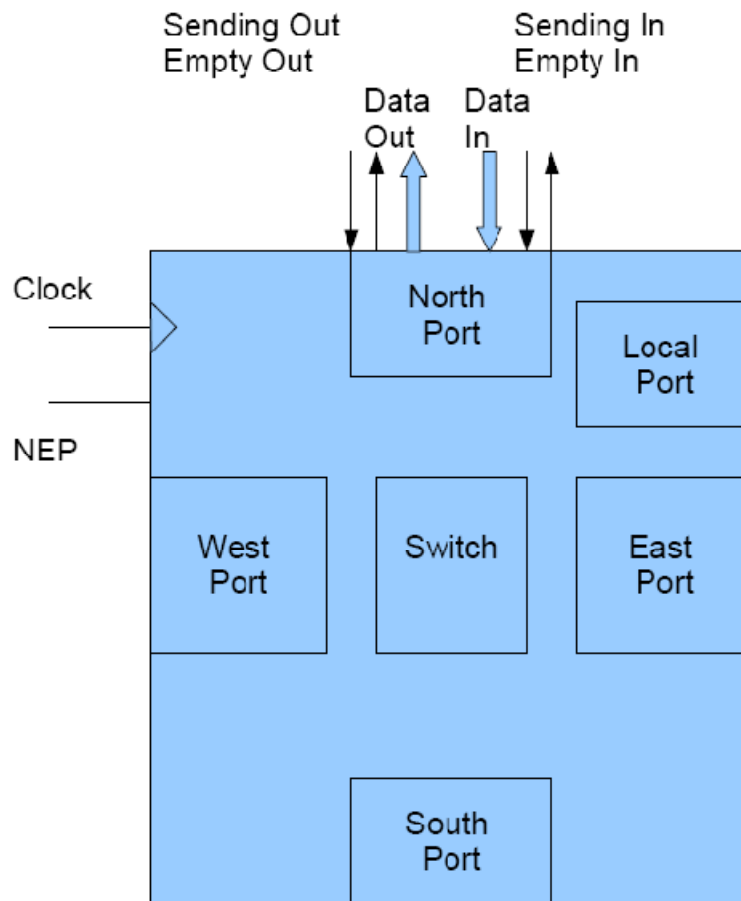 Sending Out
Empty Out
Sending In
Empty In
Data
Out
Data
In
Clock
North
Port
Local
Port
NEP
West
Port
Switch
East
Port
South
Port